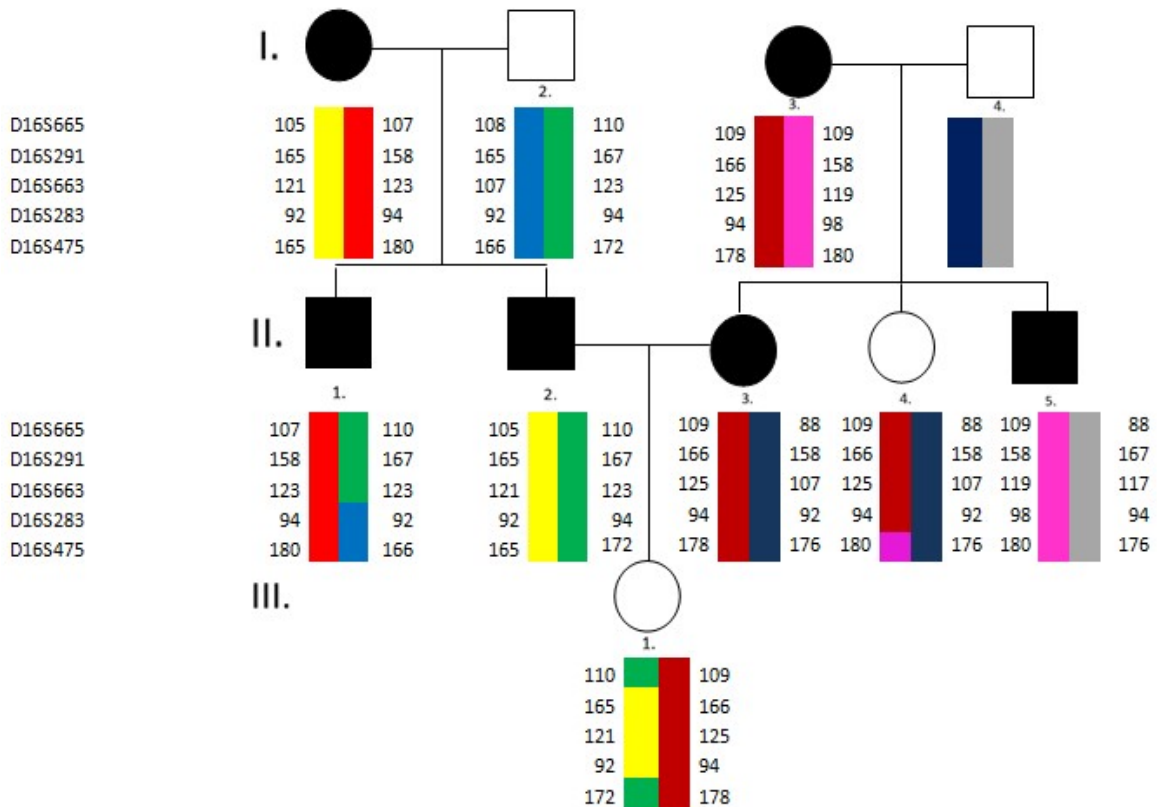 I.
2. 3. 4.
D16S665 105 107 108 110 109 109
D16S291 165 158 165 167 166 158
D16S663 121 123 107 123 125 119
D16S283 92 94 92 94 94 98
D16S475 165 180 166 172 178 180
II.
1. 2. 3. 4. 5.
D16S665 107 110 105 110 109 88 109 88 109 88
D16S291 158 167 165 167 166 158 166 158 158 167
D16S663 123 123 121 123 125 107 125 107 119 117
D16S283 94 92 92 94 94 92 94 92 98 94
D16S475 180 166 165 172 178 176 180 176 180 176
III.
1.
110 109
165 166
121 125
92 94
172 178